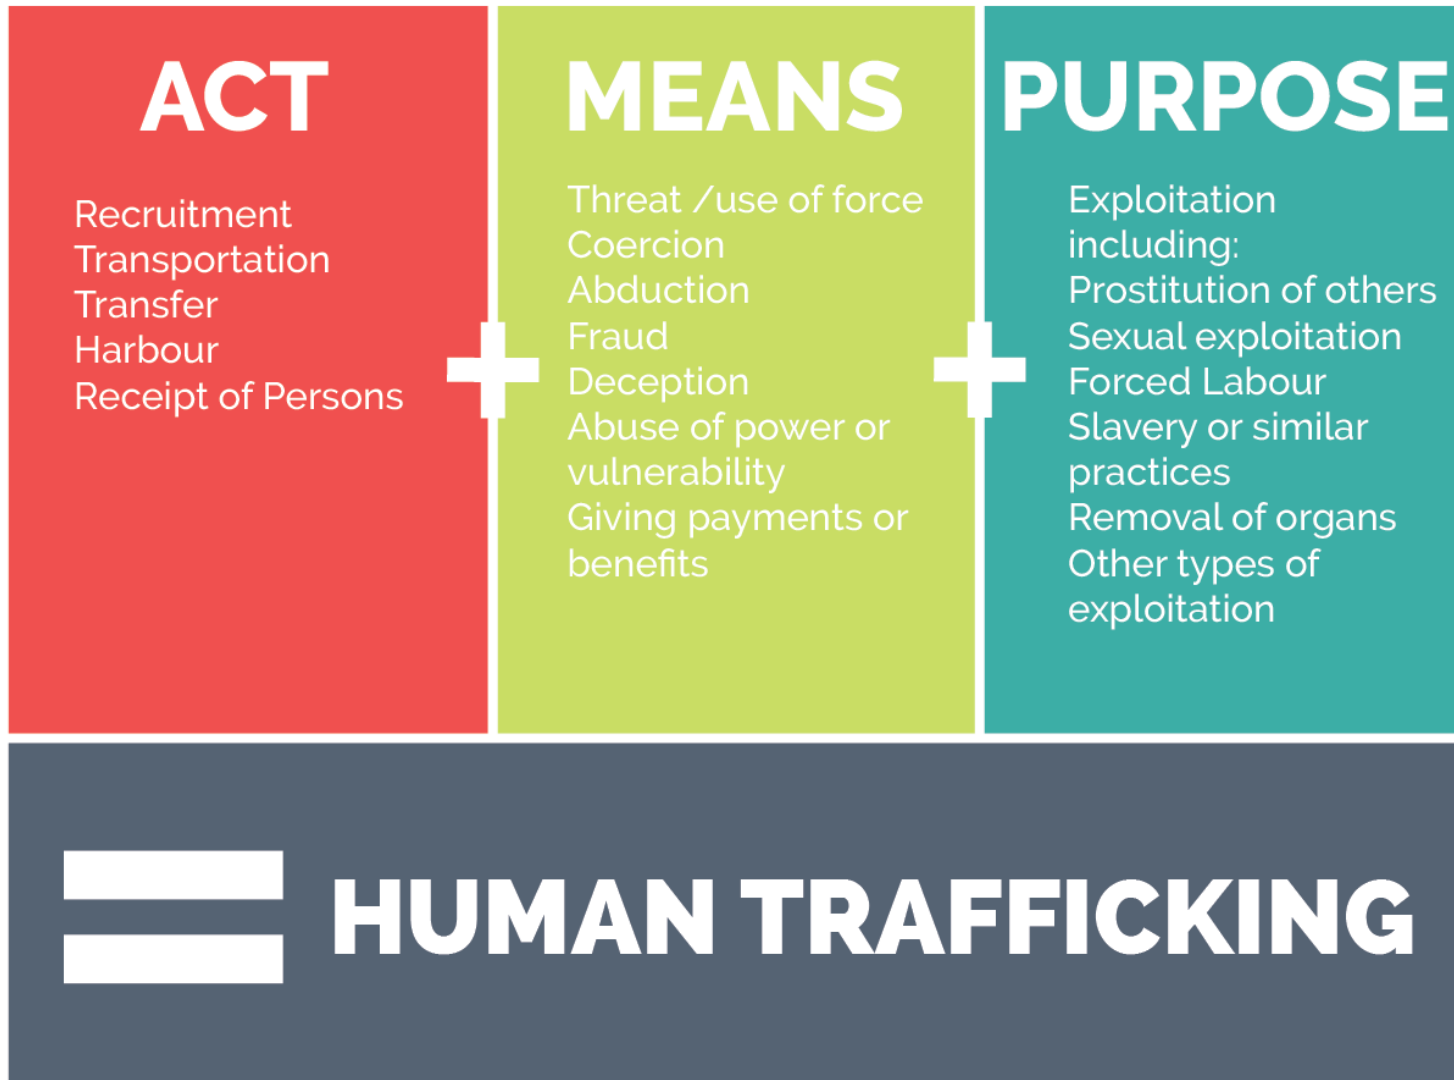 ACT
Recruitment
Transportation
Transfer
Harbour
Receipt of Persons
+
MEANS
Threat /use of force
Coercion
Abduction
Fraud
Deception
Abuse of power or
vulnerability
Giving payments or
benefits
+
PURPOSE
Exploitation
including:
Prostitution of others
Sexual exploitation
Forced Labour
Slavery or similar
practices
Removal of organs
Other types of
exploitation
= HUMAN TRAFFICKING